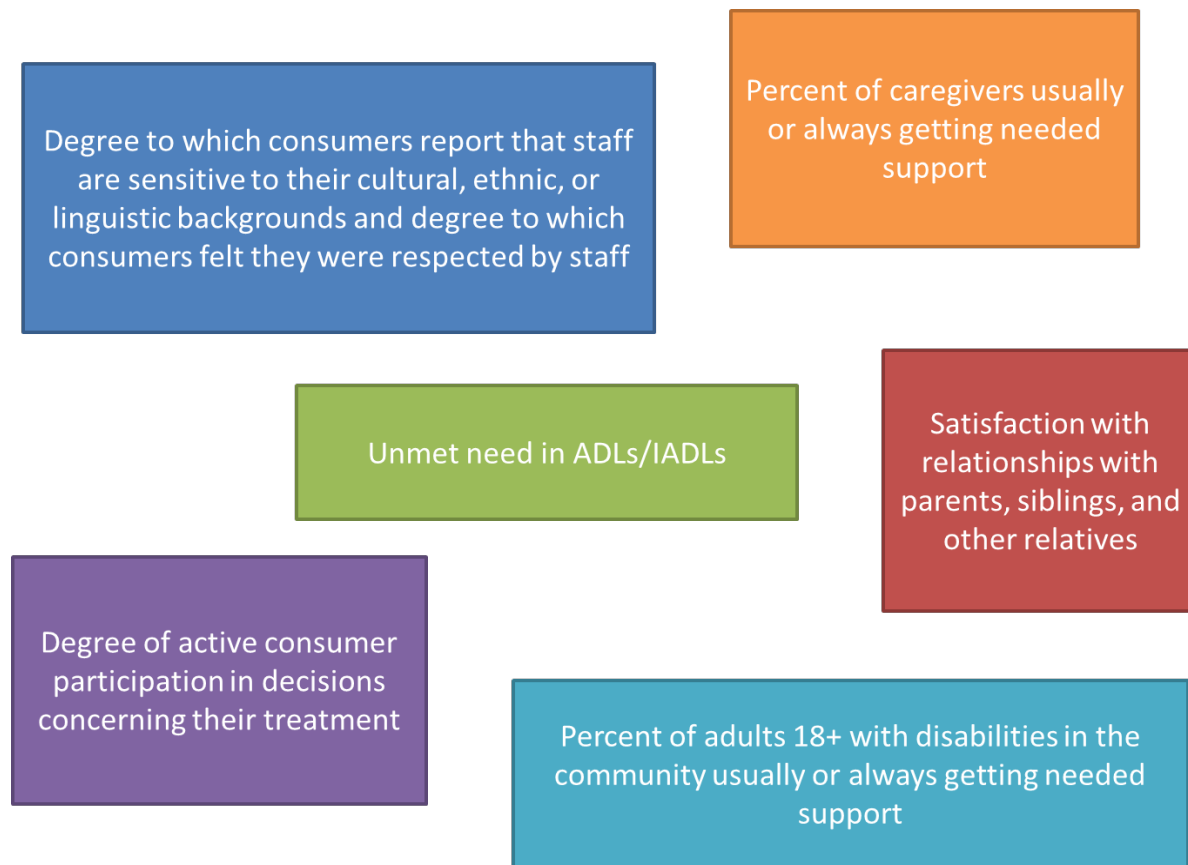 Degree to which consumers report that staff
are sensitive to their cultural, ethnic, or
linguistic backgrounds and degree to which
consumers felt they were respected by staff
Percent of caregivers usually
or always getting needed
support
Unmet need in ADLs/IADLs
Satisfaction with
relationships with
parents, siblings, and
other relatives
Degree of active consumer
participation in decisions
concerning their treatment
Percent of adults 18+ with disabilities in the
community usually or always getting needed
support